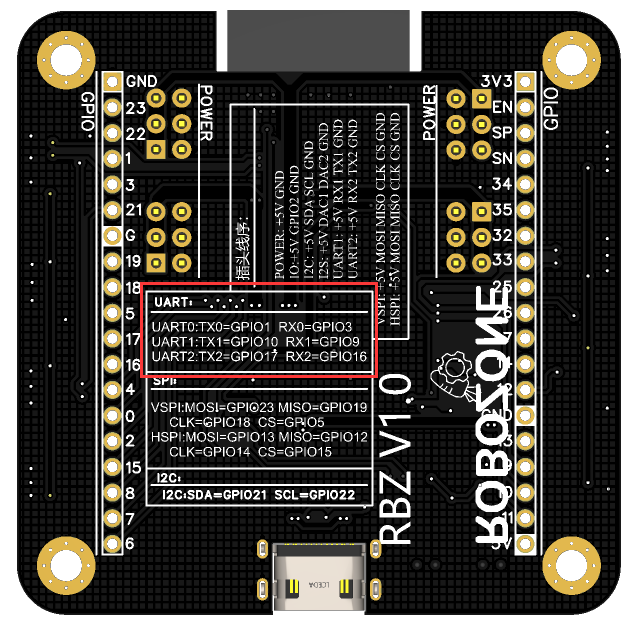 GND
23
22
1
3
21
G
19
18
5
17
16
4
0
2
15
8
7
6
GPIO
POWER
插头线序:
POWER: +5V GND
IO:+5V GPIO2 GND
I2C:+5V SDA SCL GND
I2S: +5V DAC1 DAC2 GND
UART1: +5V RX1 TX1 GND
UART2: +5V RX2 TX2 GND
VSPI:+5V MOSI MISO CLK CS GND
HSPI: +5V MOSI MISO CLK CS GND
POWER
GPIO
3V3
EN
SP
SN
34
35
32
33
25
UART:
UART0:TX0=GPIO1 RX0=GPIO3
UART1:TX1=GPIO10 RX1=GPIO9
UART2:TX2=GPIO17 RX2=GPIO16
SPI:
VSPI:MOSI=GPIO23 MISO=GPIO19
CLK=GPIO18 CS=GPIO5
HSPI:MOSI=GPIO13 MISO=GPIO12
CLK=GPIO14 CS=GPIO15
I2C:
I2C:SDA=GPIO21 SCL=GPIO22
RBZ V1.0
ROBOZONE
LCEDA